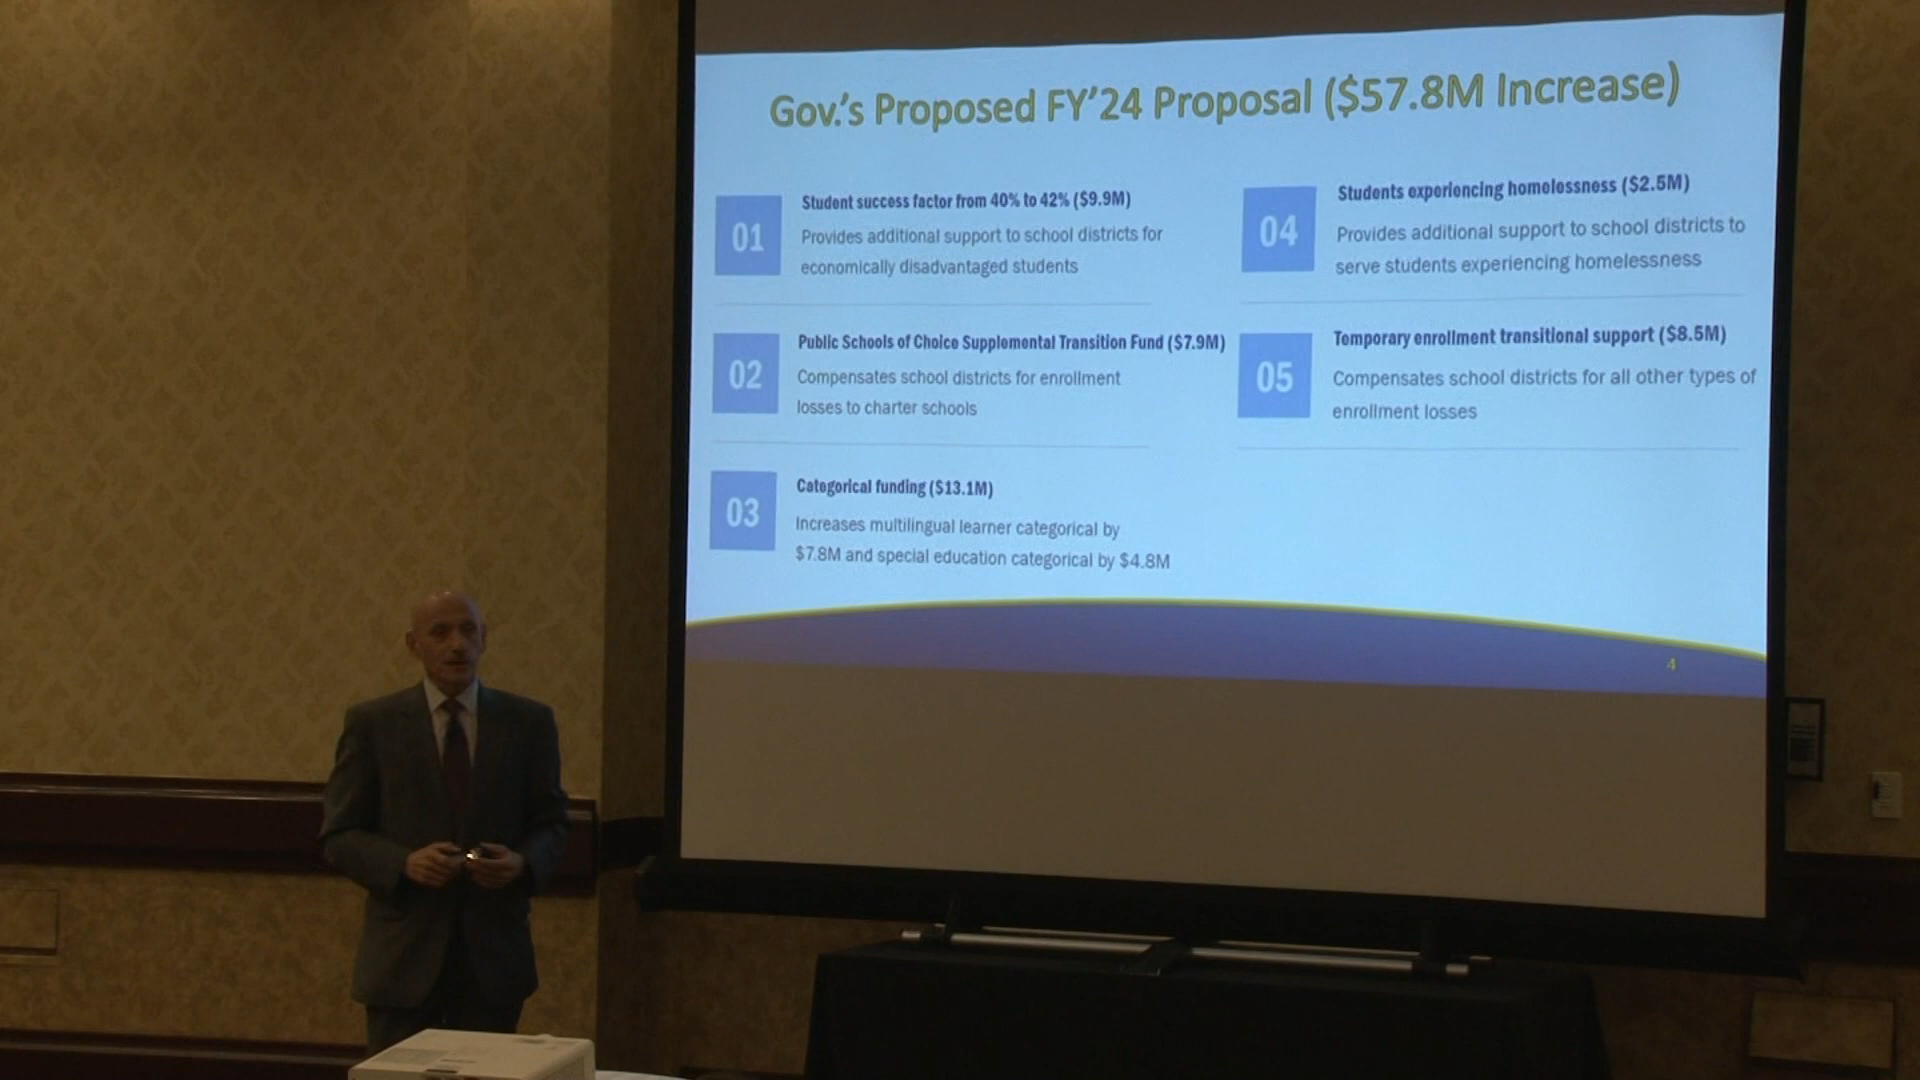 Gov.'s Proposed FY'24 Proposal ($57.8M Increase)
01
Student success factor from 40% to 42% ($9.9M)
Provides additional support to school districts for
economically disadvantaged students
02
Public Schools of Choice Supplemental Transition Fund ($7.9M)
Compensates school districts for enrollment
losses to charter schools
03
Categorical funding ($13.1M)
Increases multilingual learner categorical by
$7.8M and special education categorical by $4.8M
04
Students experiencing homelossness ($2.5M)
Provides additional support to school districts to
serve students experiencing homelessness
05
Temporary enrollment transitional support ($8.5M)
Compensates school districts for all other types of
enrollment losses
4